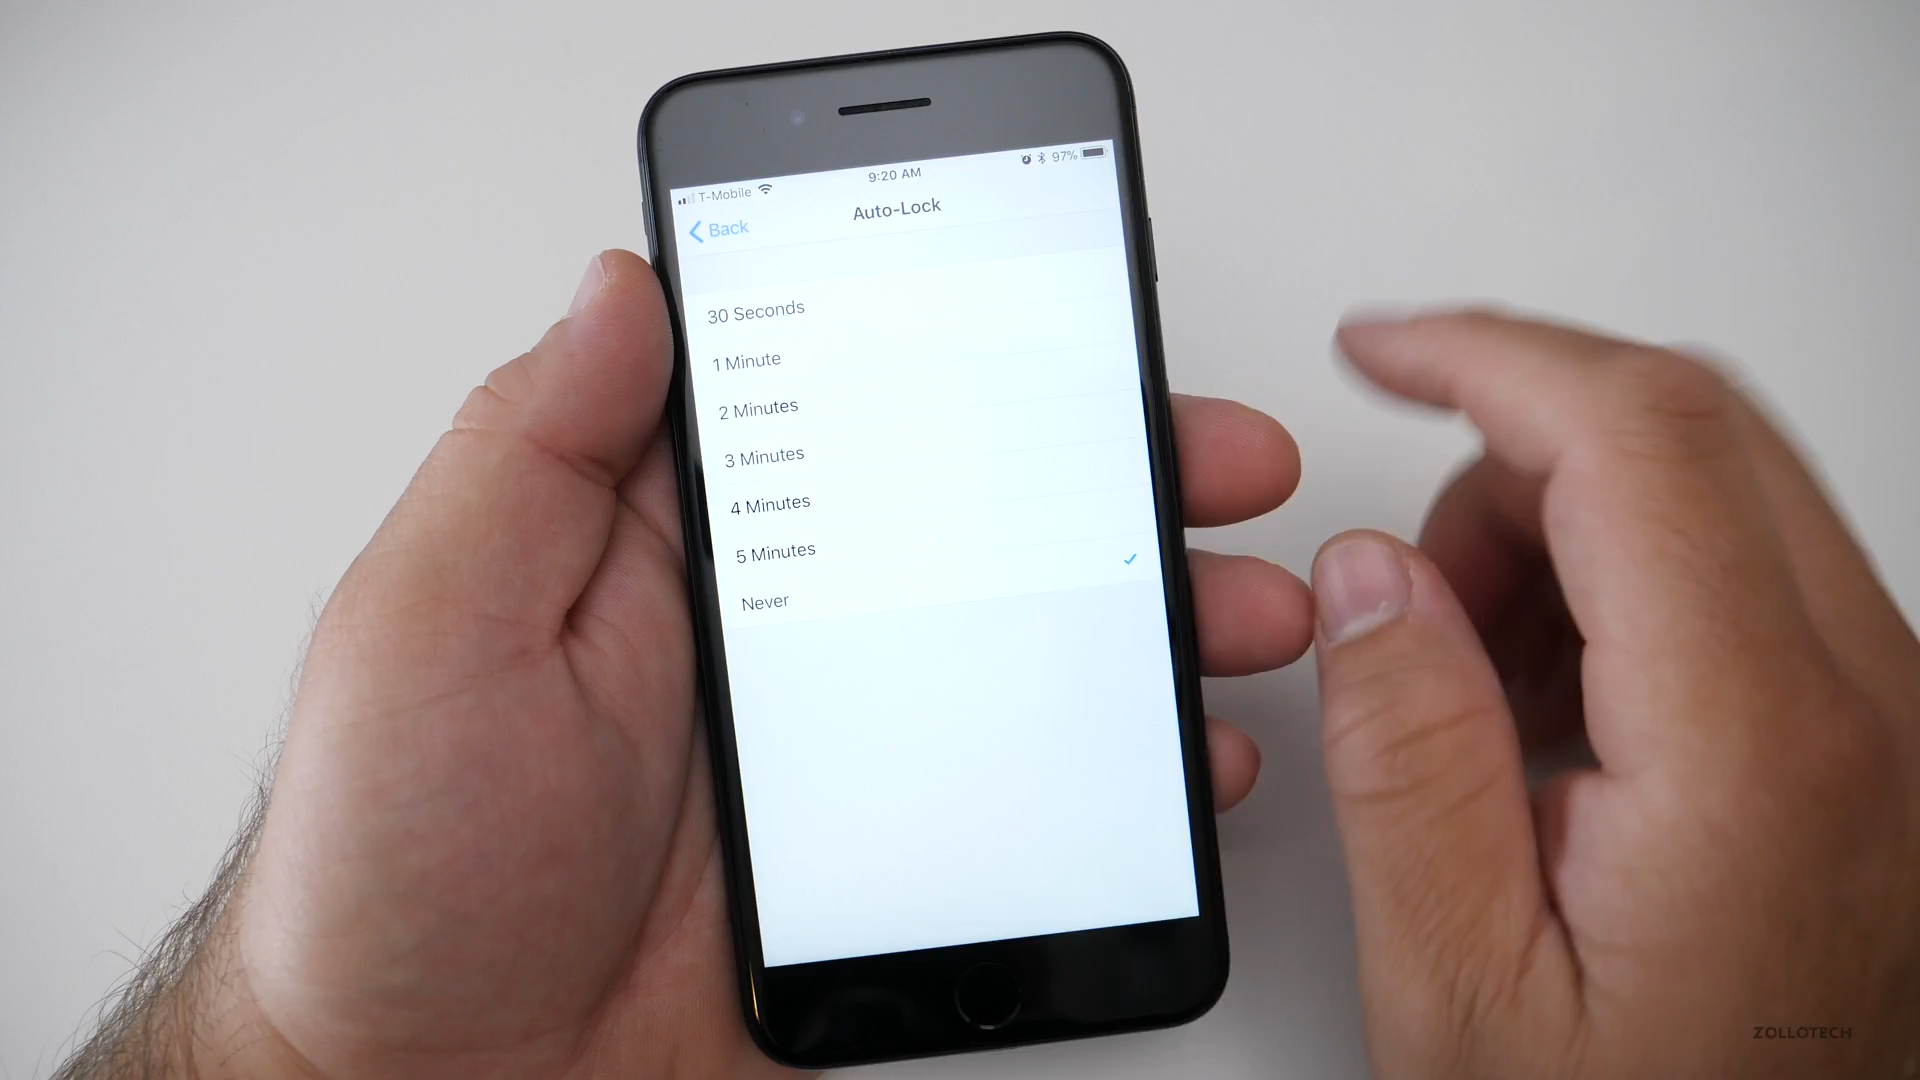 T-Mobile 9:20 AM 97%
Back Auto-Lock
30 Seconds
1 Minute
2 Minutes
3 Minutes
4 Minutes
5 Minutes
Never
ZOLLOTECH